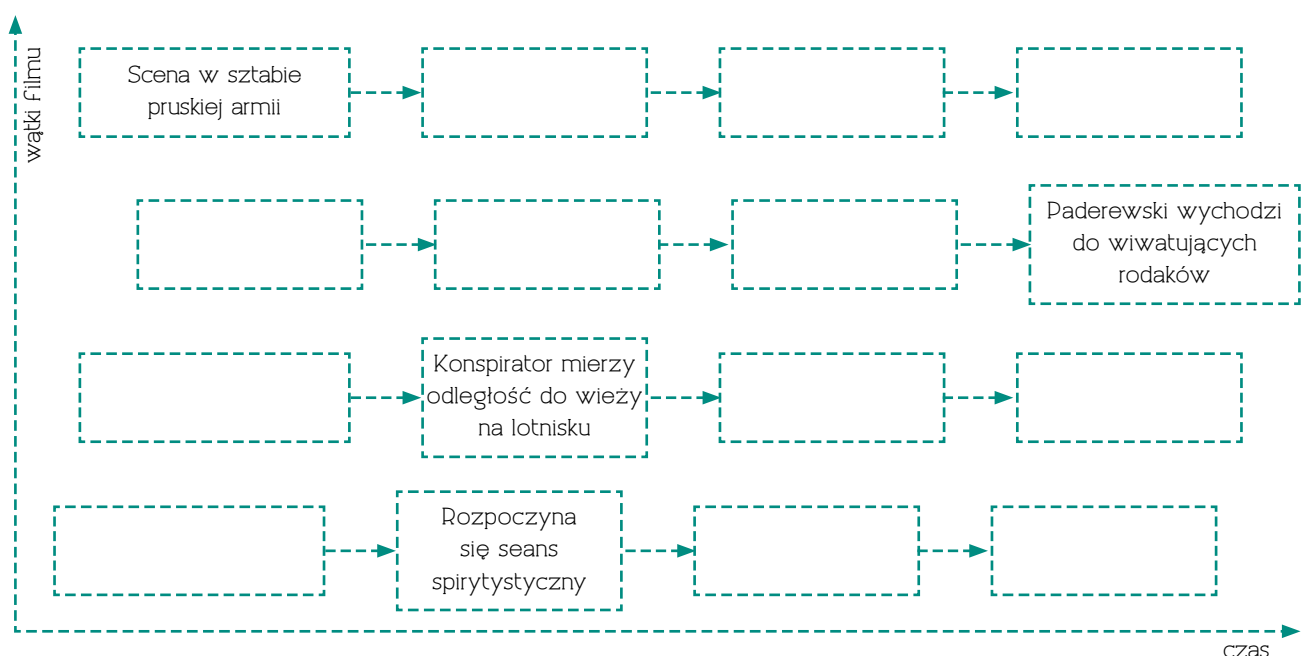 wątki filmu
Scena w sztabie
pruskiej armii
Paderewski wychodzi
do wiwatujących
rodaków
Konspirator mierzy
odległość do wieży
na lotnisku
Rozpoczyna
się seans
spirytystyczny
czas